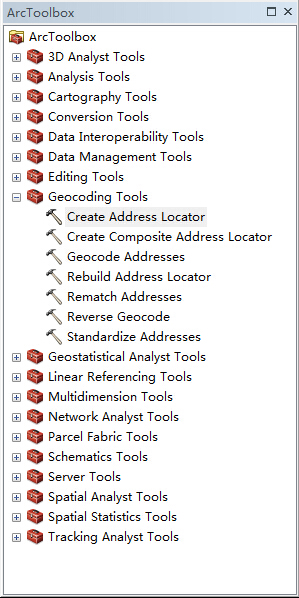 ArcToolbox
ArcToolbox
3D Analyst Tools
Analysis Tools
Cartography Tools
Conversion Tools
Data Interoperability Tools
Data Management Tools
Editing Tools
Geocoding Tools
Create Address Locator
Create Composite Address Locator
Geocode Addresses
Rebuild Address Locator
Rematch Addresses
Reverse Geocode
Standardize Addresses
Geostatistical Analyst Tools
Linear Referencing Tools
Multidimension Tools
Network Analyst Tools
Parcel Fabric Tools
Schematics Tools
Server Tools
Spatial Analyst Tools
Spatial Statistics Tools
Tracking Analyst Tools